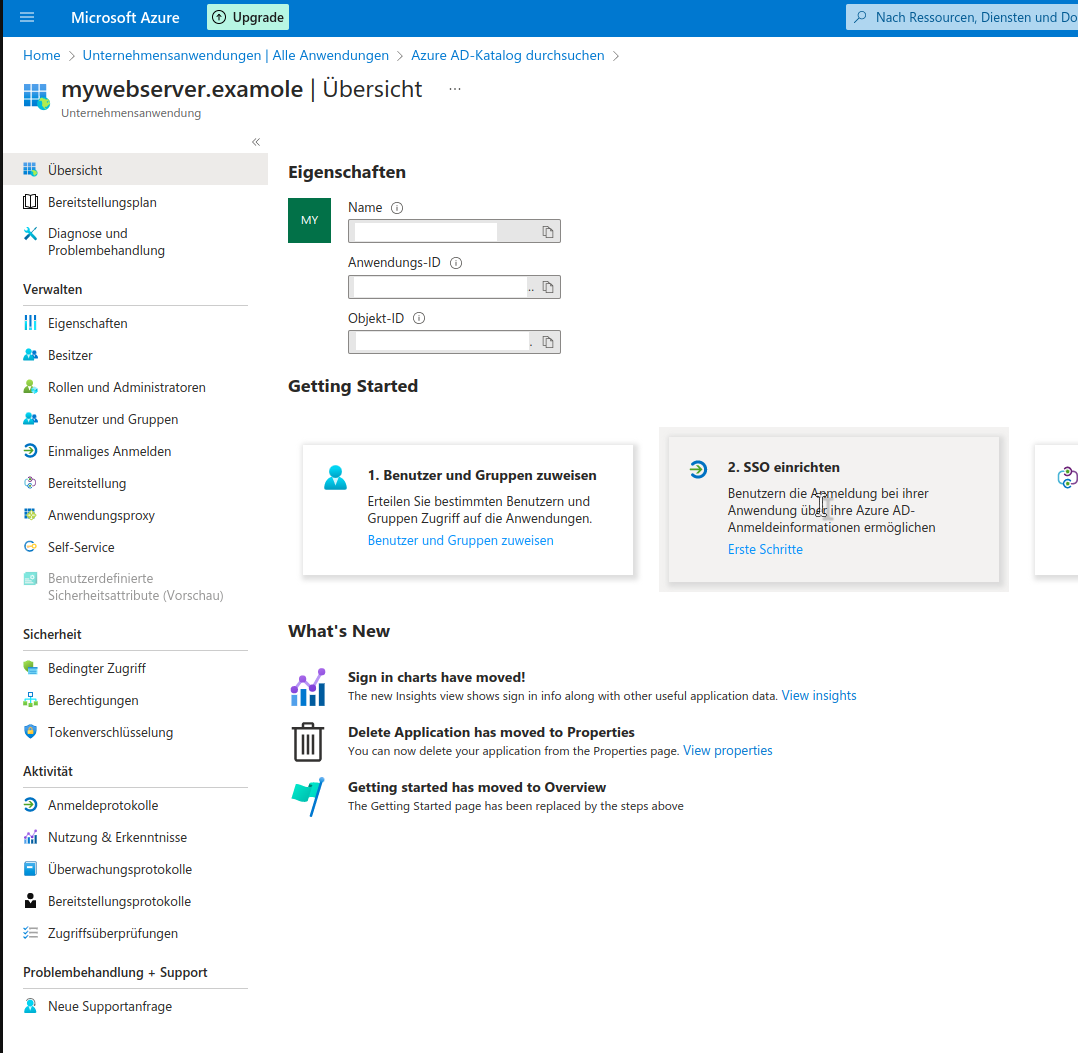 Microsoft Azure
Upgrade
Nach Ressourcen, Diensten und Do
Home > Unternehmensanwendungen | Alle Anwendungen > Azure AD-Katalog durchsuchen >
mywebserver.examole | Übersicht ...
Unternehmensanwendung
«
Übersicht
Bereitstellungsplan
Diagnose und
Problembehandlung
Verwalten
Eigenschaften
Besitzer
Rollen und Administratoren
Benutzer und Gruppen
Einmaliges Anmelden
Bereitstellung
Anwendungsproxy
Self-Service
Benutzerdefinierte
Sicherheitsattribute (Vorschau)
Sicherheit
Bedingter Zugriff
Berechtigungen
Tokenverschlüsselung
Aktivität
Anmeldeprotokolle
Nutzung & Erkenntnisse
Überwachungsprotokolle
Bereitstellungsprotokolle
Zugriffsüberprüfungen
Problembehandlung + Support
Neue Supportanfrage
Eigenschaften
MY
Name
Anwendungs-ID
..
Objekt-ID
.
Getting Started
1. Benutzer und Gruppen zuweisen
Erteilen Sie bestimmten Benutzern und
Gruppen Zugriff auf die Anwendungen.
Benutzer und Gruppen zuweisen
2. SSO einrichten
Benutzern die Anmeldung bei ihrer
Anwendung über ihre Azure AD-
Anmeldeinformationen ermöglichen
Erste Schritte
What's New
Sign in charts have moved!
The new Insights view shows sign in info along with other useful application data. View insights
Delete Application has moved to Properties
You can now delete your application from the Properties page. View properties
Getting started has moved to Overview
The Getting Started page has been replaced by the steps above